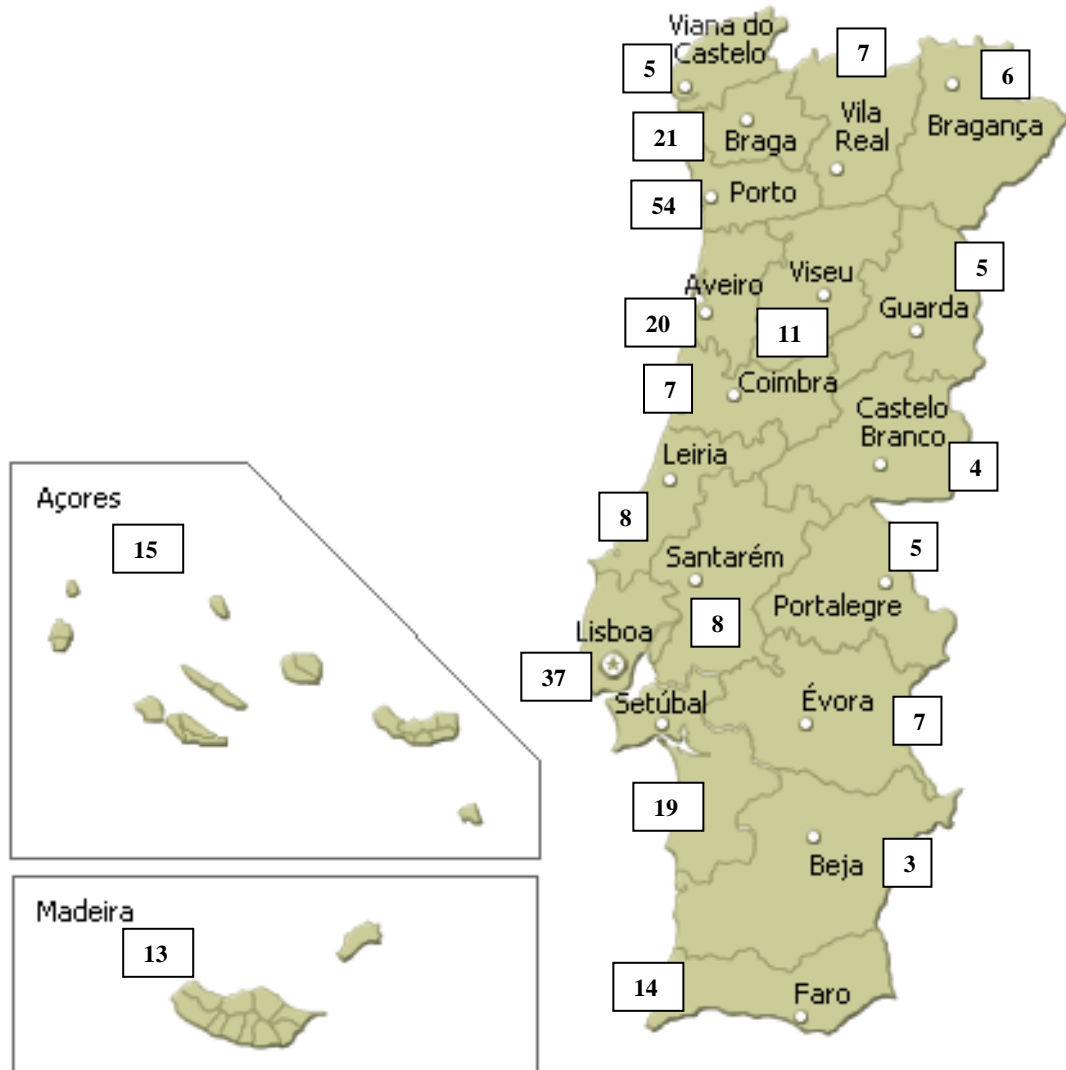 Viana do
Castelo
5
7
6
Vila
Real
Bragança
21
Braga
54
Porto
5
Viseu
Aveiro
Guarda
20
11
7
Coimbra
Castelo
Branco
Leiria
4
8
5
Santarém
Portalegre
8
Lisboa
37
Setúbal
Évora
7
19
Beja
3
14
Faro
Açores
15
Madeira
13